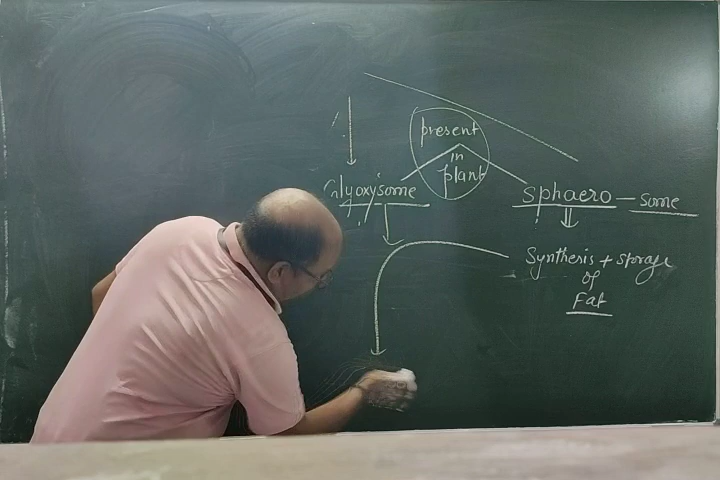 present
in
plant
Glyoxysome
Sphaero - some
Synthesis + storage
of
Fat